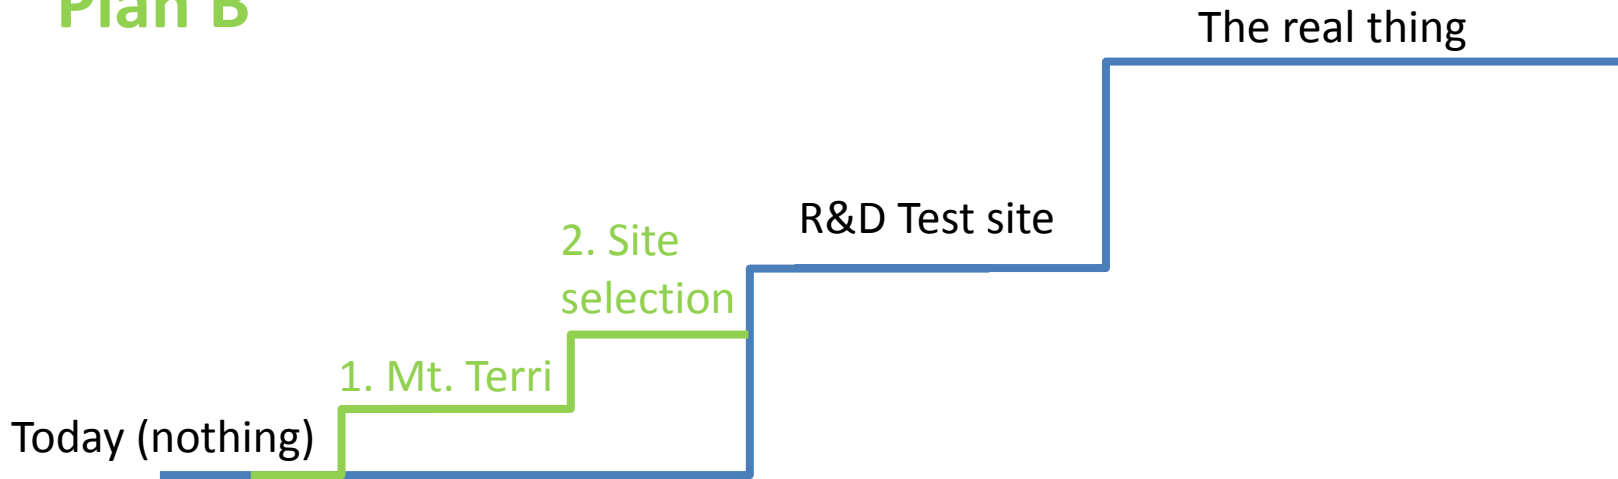 Plan B
The real thing
R&D Test site
2. Site
selection
1. Mt. Terri
Today (nothing)